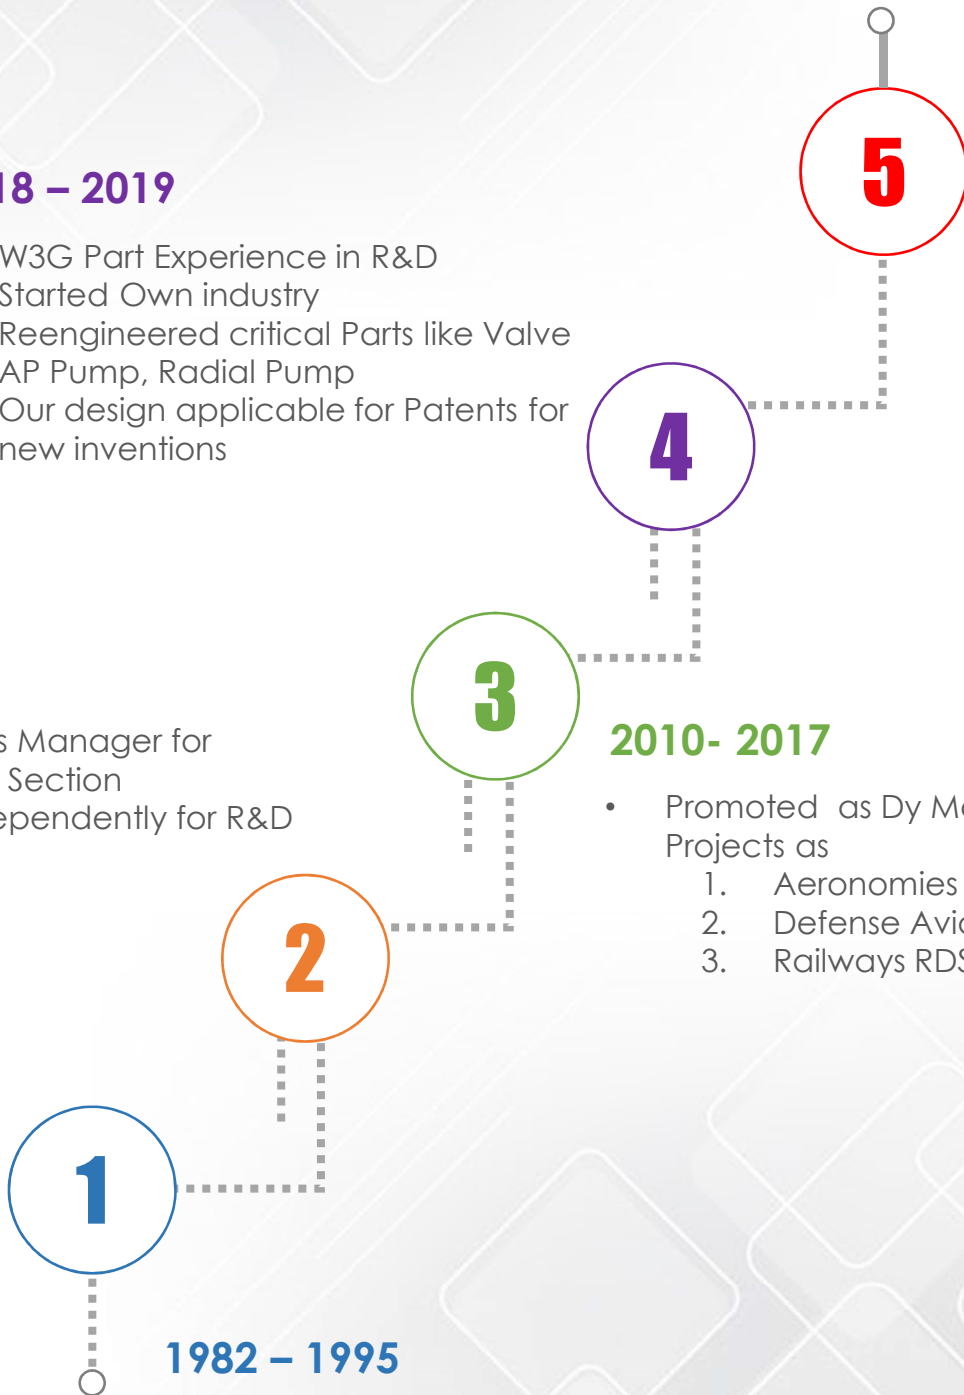 5
18 – 2019
W3G Part Experience in R&D
Started Own industry
Reengineered critical Parts like Valve
AP Pump, Radial Pump
Our design applicable for Patents for
new inventions
4
3
Manager for
Section
for R&D
2010- 2017
• Promoted as Dy
Projects as
1. Aeronomies
2. Defense
3. Railways
2
1
1982 – 1995